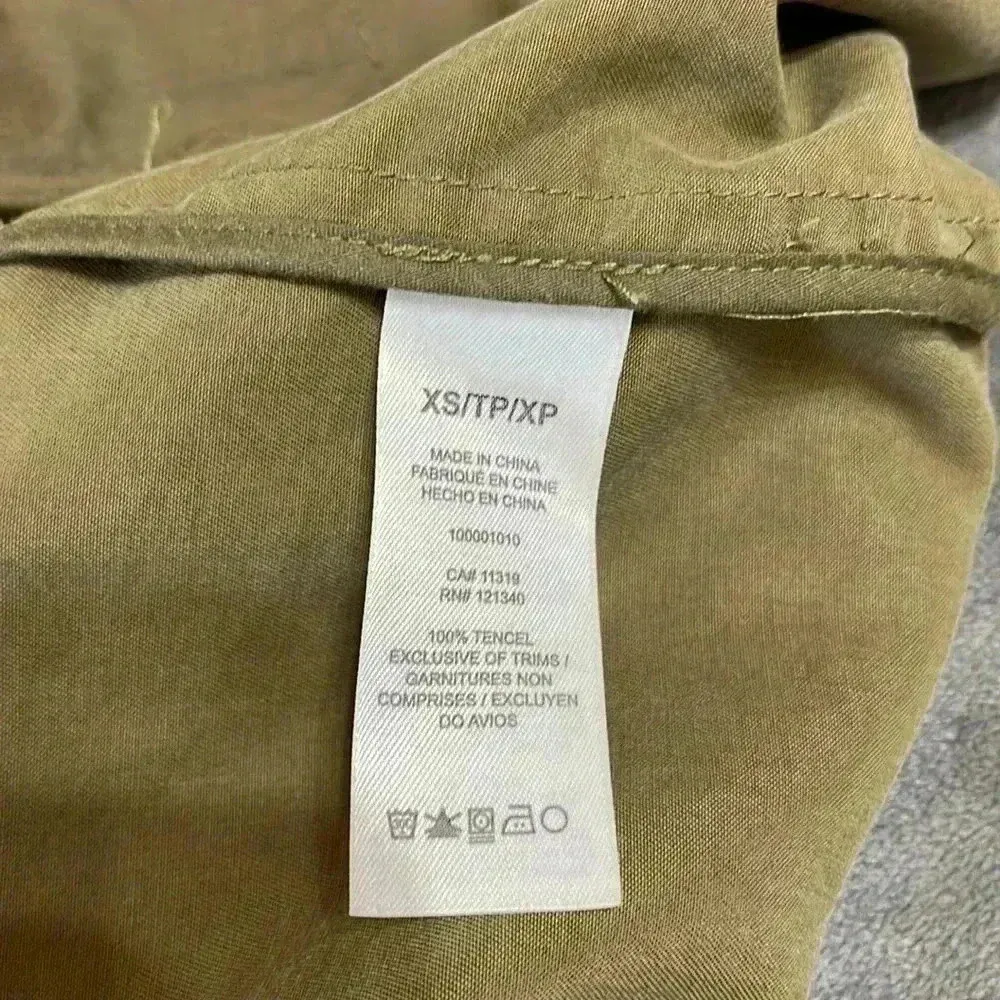 XS/TP/XP
MADE IN CHINA
FABRIQUÉ EN CHINE
HECHO EN CHINA
100001010
CA# 11319
RN# 121340
100% TENCEL
EXCLUSIVE OF TRIMS /
GARNITURES NON
COMPRISES / EXCLUYEN
DO AVIOS